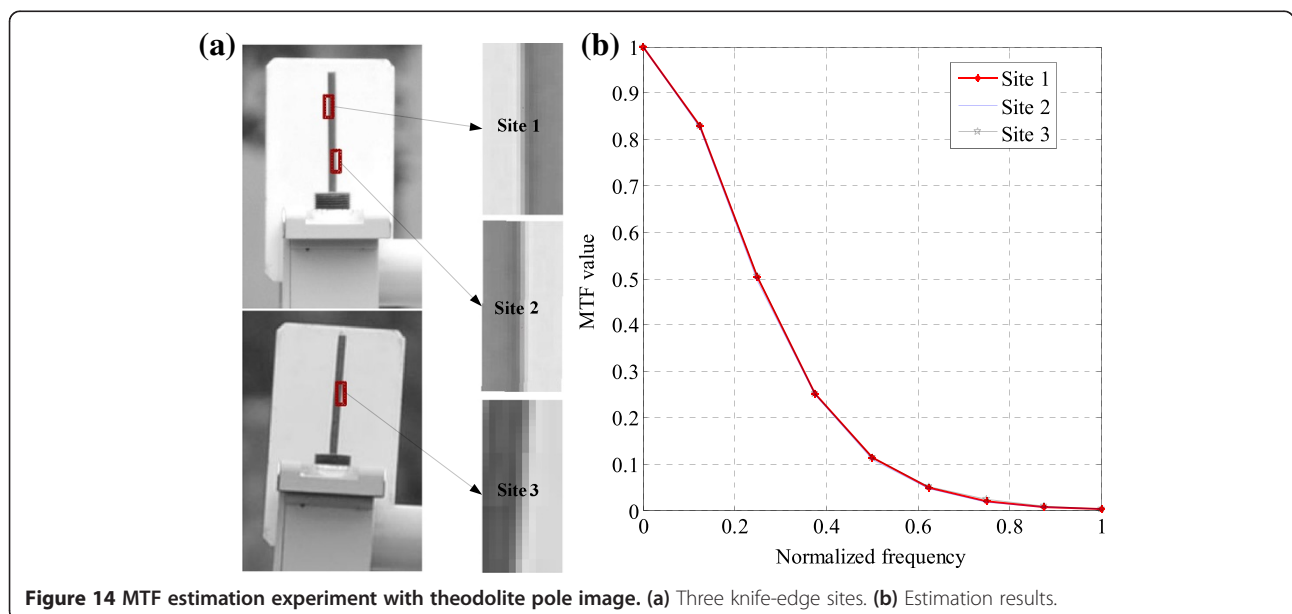 (a)
Site 1
Site 2
Site 3
(b)
1
0.9
0.8
0.7
0.6
0.5
0.4
0.3
0.2
0.1
0
MTF value
0
0.2
0.4
0.6
0.8
1
Normalized frequency
Site 1
Site 2
Site 3
Figure 14 MTF estimation experiment with theodolite pole image. (a) Three knife-edge sites. (b) Estimation results.